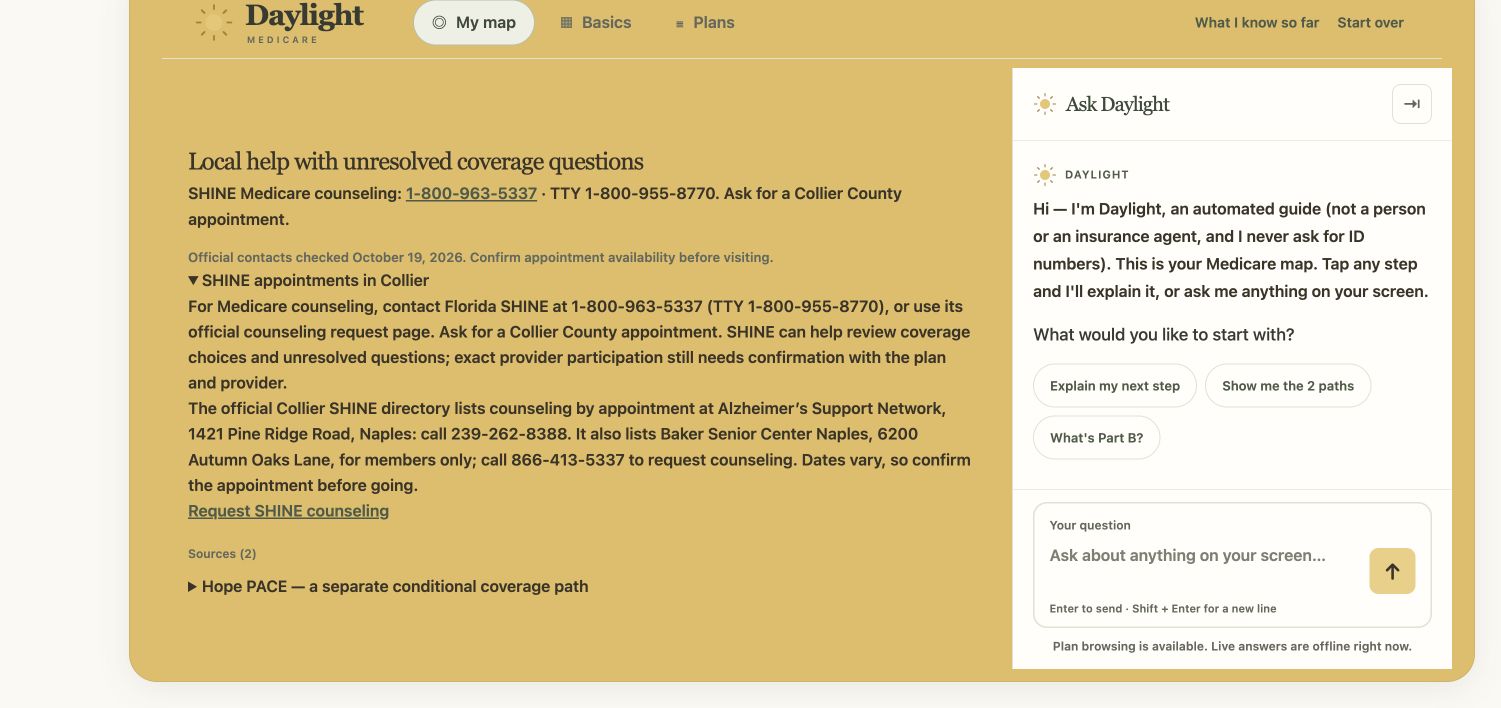 Daylight
MEDICARE
My map
Basics
Plans
What I know so far
Start over
Local help with unresolved coverage questions
SHINE Medicare counseling: 1-800-963-5337 · TTY 1-800-955-8770. Ask for a Collier County
appointment.
Official contacts checked October 19, 2026. Confirm appointment availability before visiting.
SHINE appointments in Collier
For Medicare counseling, contact Florida SHINE at 1-800-963-5337 (TTY 1-800-955-8770), or use its
official counseling request page. Ask for a Collier County appointment. SHINE can help review coverage
choices and unresolved questions; exact provider participation still needs confirmation with the plan
and provider.
The official Collier SHINE directory lists counseling by appointment at Alzheimer’s Support Network,
1421 Pine Ridge Road, Naples: call 239-262-8388. It also lists Baker Senior Center Naples, 6200
Autumn Oaks Lane, for members only; call 866-413-5337 to request counseling. Dates vary, so confirm
the appointment before going.
Request SHINE counseling
Sources (2)
Hope PACE — a separate conditional coverage path
Ask Daylight
DAYLIGHT
Hi — I'm Daylight, an automated guide (not a person
or an insurance agent, and I never ask for ID
numbers). This is your Medicare map. Tap any step
and I'll explain it, or ask me anything on your screen.
What would you like to start with?
Explain my next step
Show me the 2 paths
What's Part B?
Your question
Ask about anything on your screen...
Enter to send · Shift + Enter for a new line
Plan browsing is available. Live answers are offline right now.